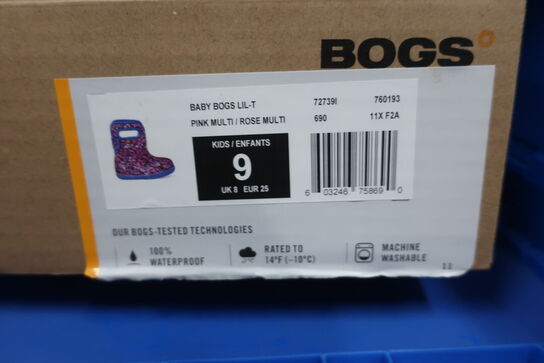 BOGS
BABY BOGS LIL-T 72739I 760193
PINK MULTI / ROSE MULTI 690 11X F2A
KIDS / ENFANTS
9
UK 8 EUR 25
6 03246 75869 0
OUR BOGS-TESTED TECHNOLOGIES
100% WATERPROOF
RATED TO 14°F (-10°C)
MACHINE WASHABLE